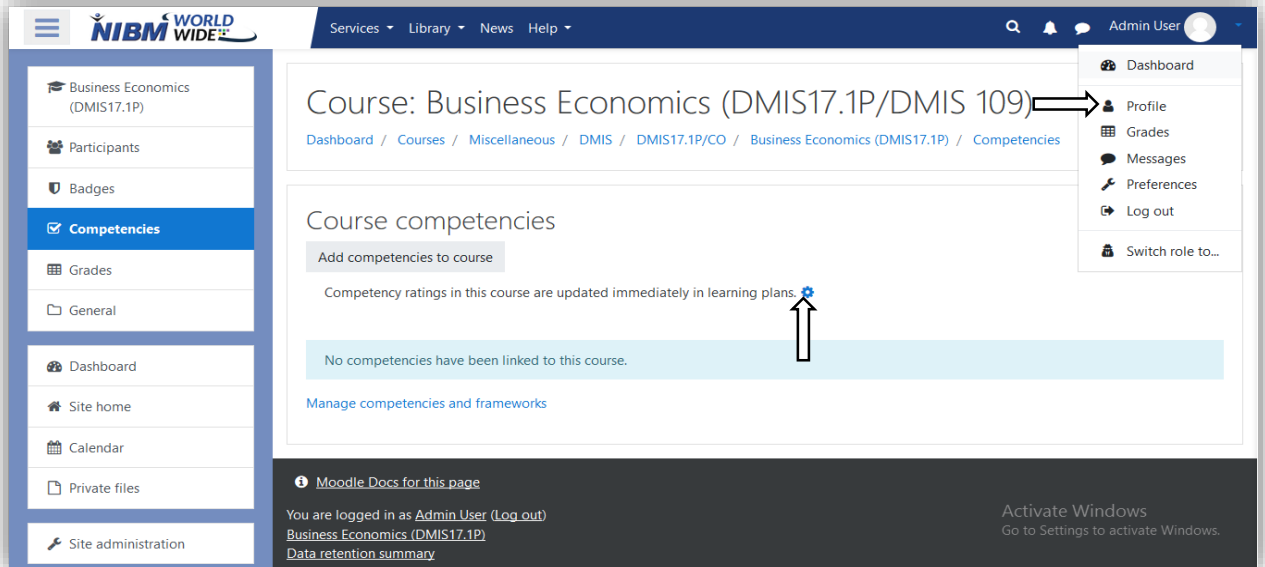 NIBM WORLD WIDE
Services Library News Help
Admin User
Dashboard
Profile
Grades
Messages
Preferences
Log out
Switch role to...
Business Economics
(DMIS17.1P)
Participants
Badges
Competencies
Grades
General
Dashboard
Site home
Calendar
Private files
Site administration
Course: Business Economics (DMIS17.1P/DMIS 109)
Dashboard / Courses / Miscellaneous / DMIS / DMIS17.1P/CO / Business Economics (DMIS17.1P) / Competencies
Course competencies
Add competencies to course
Competency ratings in this course are updated immediately in learning plans.
No competencies have been linked to this course.
Manage competencies and frameworks
Moodle Docs for this page
You are logged in as Admin User (Log out)
Business Economics (DMIS17.1P)
Data retention summary
Activate Windows
Go to Settings to activate Windows.